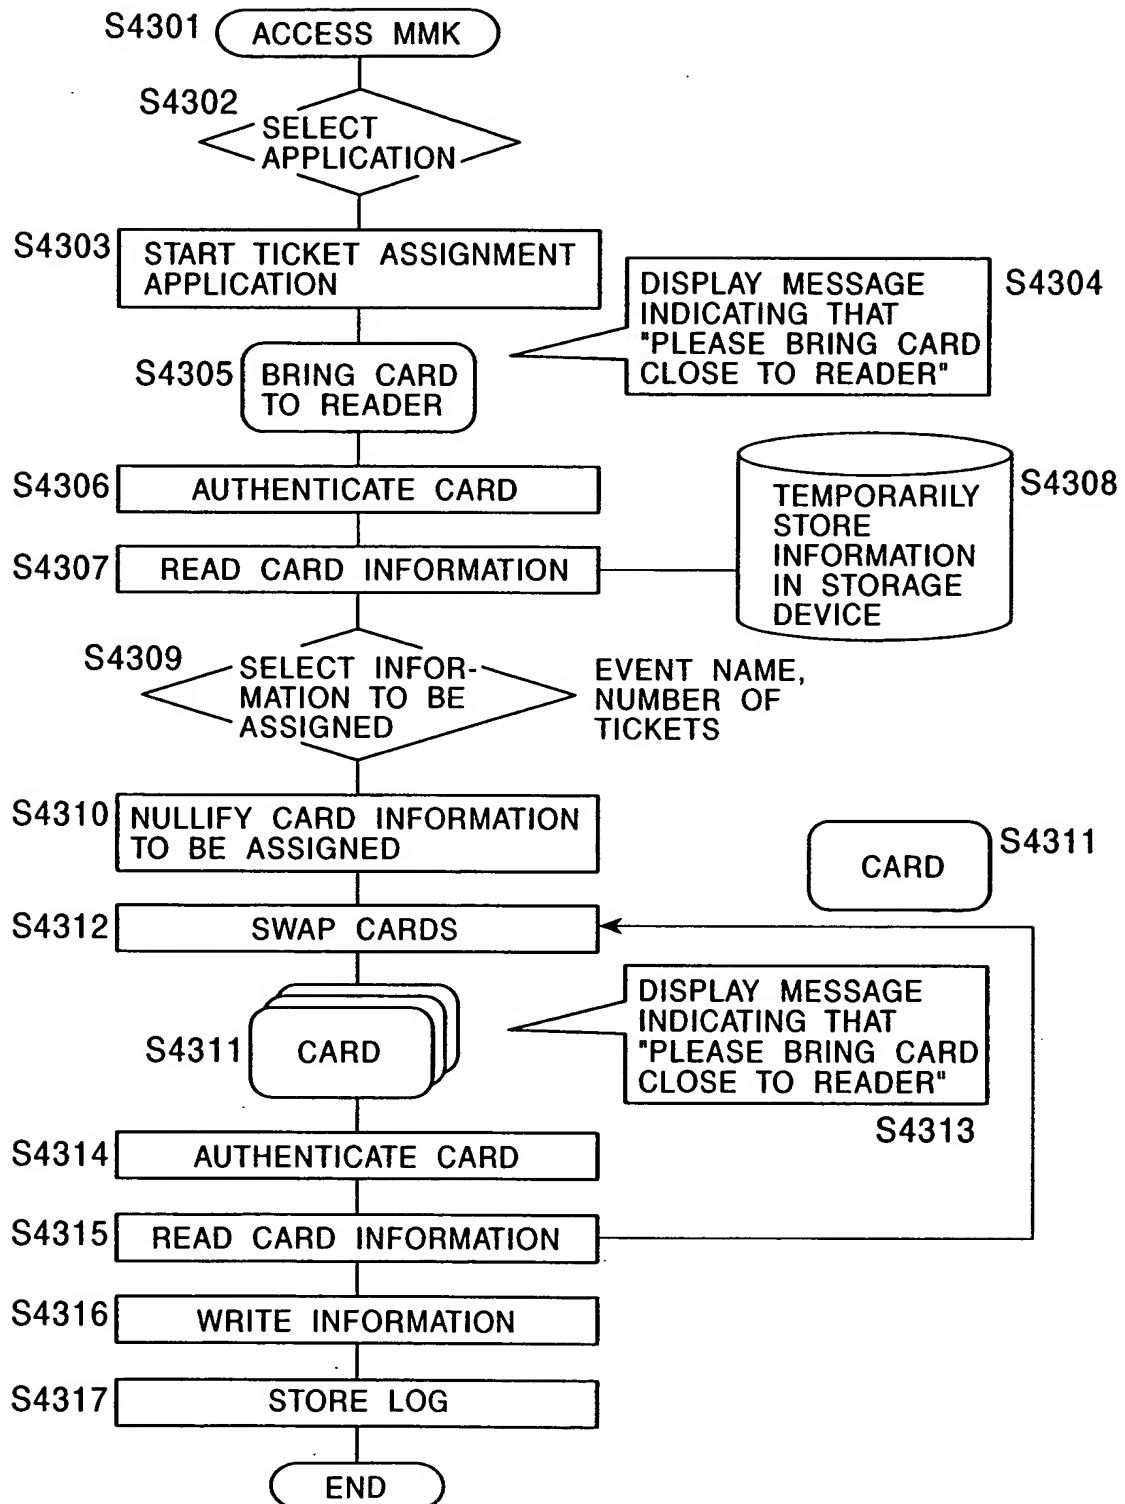 S4301
ACCESS MMK
S4302
SELECT
APPLICATION
S4303
START TICKET ASSIGNMENT
APPLICATION
DISPLAY MESSAGE
INDICATING THAT
"PLEASE BRING CARD
CLOSE TO READER"
S4304
S4305
BRING CARD
TO READER
S4306
AUTHENTICATE CARD
TEMPORARILY
STORE
INFORMATION
IN STORAGE
DEVICE
S4308
S4307
READ CARD INFORMATION
S4309
SELECT INFOR-
MATION TO BE
ASSIGNED
EVENT NAME,
NUMBER OF
TICKETS
S4310
NULLIFY CARD INFORMATION
TO BE ASSIGNED
CARD
S4311
S4312
SWAP CARDS
S4311
CARD
DISPLAY MESSAGE
INDICATING THAT
"PLEASE BRING CARD
CLOSE TO READER"
S4313
S4314
AUTHENTICATE CARD
S4315
READ CARD INFORMATION
S4316
WRITE INFORMATION
S4317
STORE LOG
END